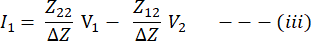 I₁ = Z₂₂/ΔZ V₁ − Z₁₂/ΔZ V₂ − − − (iii)